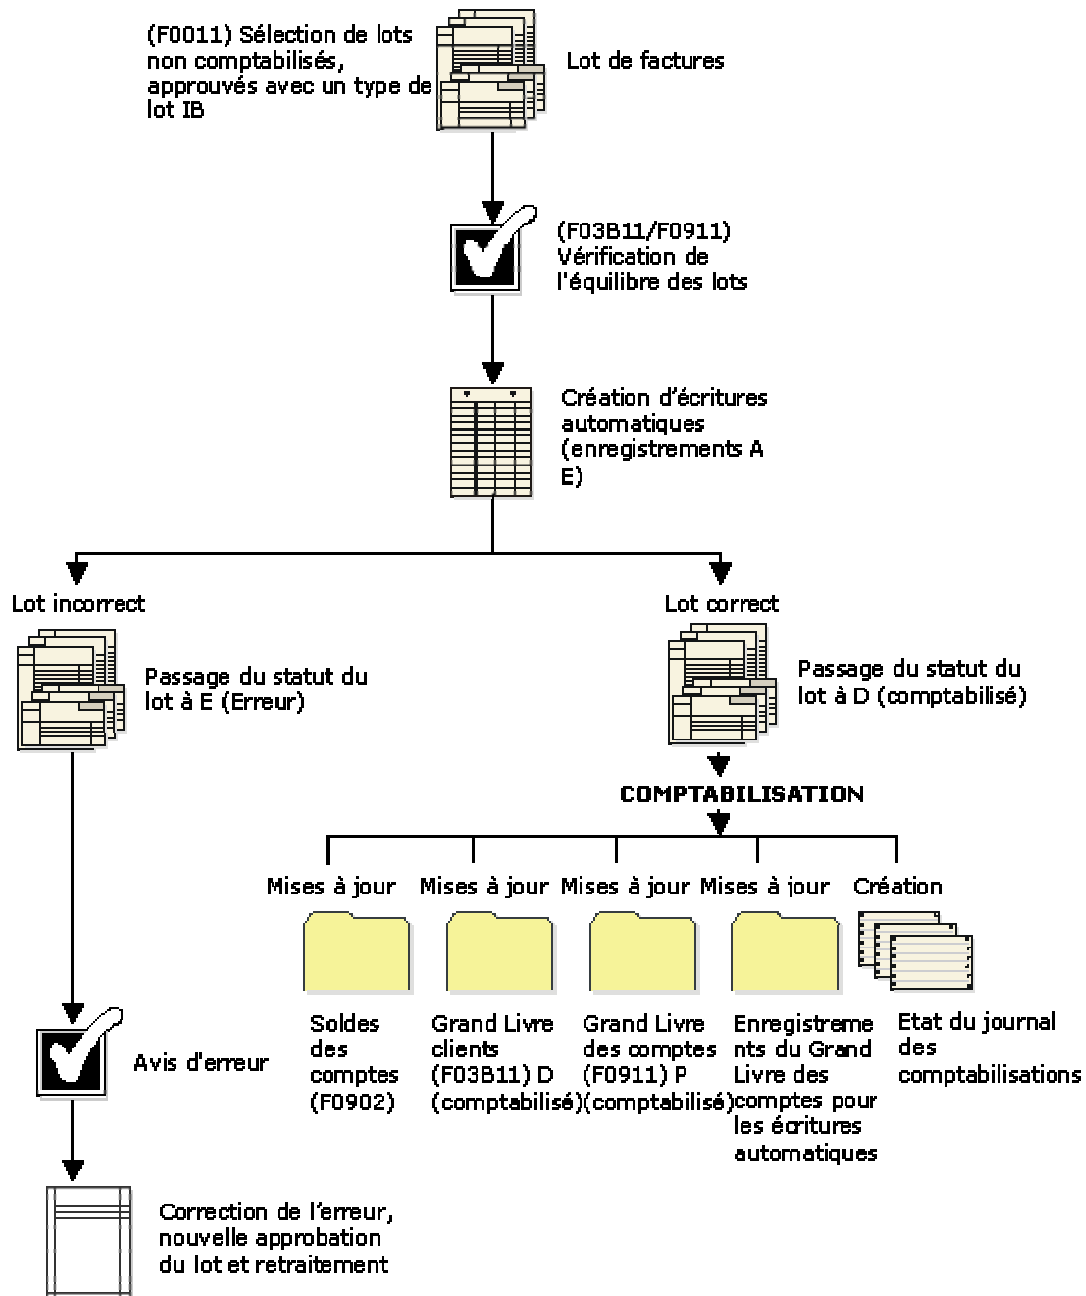 (F0011) Sélection de lots
non comptabilisés,
approuvés avec un type de
lot IB
Lot de factures
(F03B11/F0911)
Vérification de
l'équilibre des lots
Création d’écritures
automatiques
(enregistrements A
E)
Lot incorrect
Lot correct
Passage du statut du
lot à E (Erreur)
Passage du statut du
lot à D (comptabilisé)
COMPTABILISATION
Mises à jour
Mises à jour
Mises à jour
Mises à jour
Création
Soldes
des
comptes
(F0902)
Grand Livre
clients
(F03B11) D
(comptabilisé)
Grand Livre
des comptes
(F0911) P
(comptabilisé)
Enregistreme
nts du Grand
Livre des
comptes pour
les écritures
automatiques
Etat du journal
des
comptabilisations
Avis d'erreur
Correction de l’erreur,
nouvelle approbation
du lot et retraitement